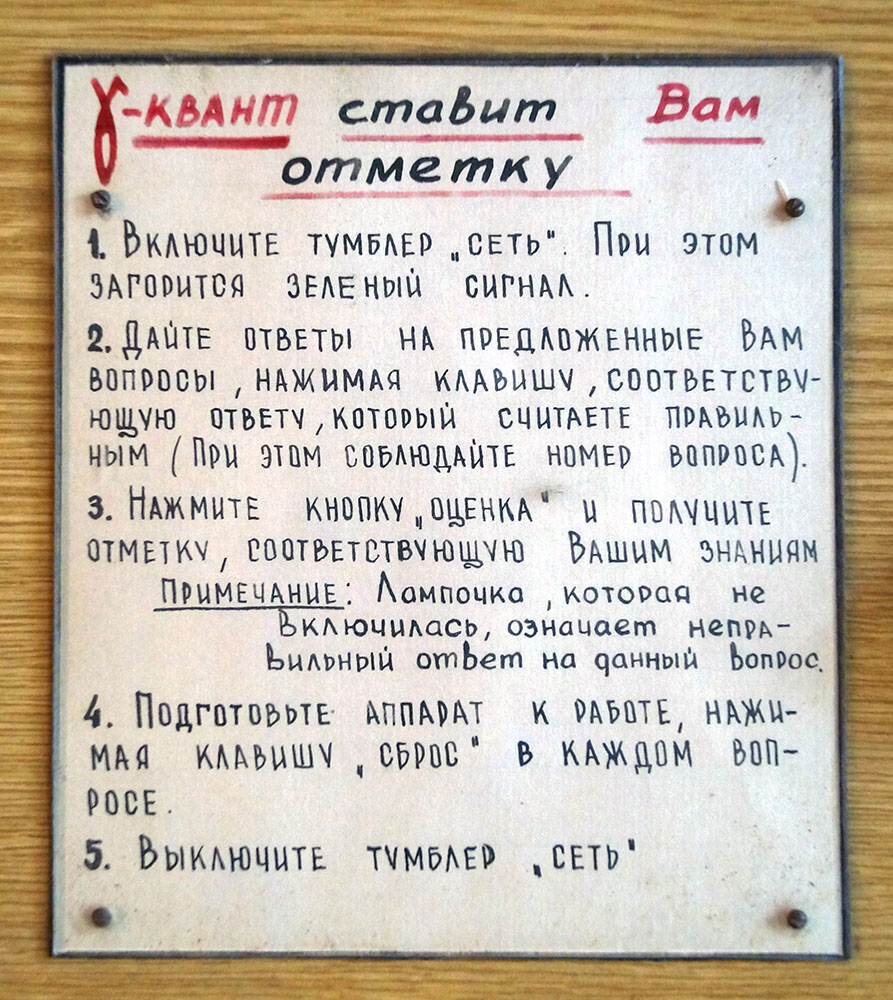 γ-квант ставит Вам
отметку
1. Включите тумблер „сеть". При этом
загорится зеленый сигнал.
2. Дайте ответы на предложенные Вам
вопросы, нажимая клавишу, соответству-
ющую ответу, который считаете правиль-
ным (При этом соблюдайте номер вопроса).
3. Нажмите кнопку „оценка" и получите
отметку, соответствующую Вашим знаниям
Примечание: Лампочка, которая не
включилась, означает непра-
вильный ответ на данный вопрос.
4. Подготовьте аппарат к работе, нажи-
мая клавишу „сброс" в каждом воп-
росе.
5. Выключите тумблер „сеть"